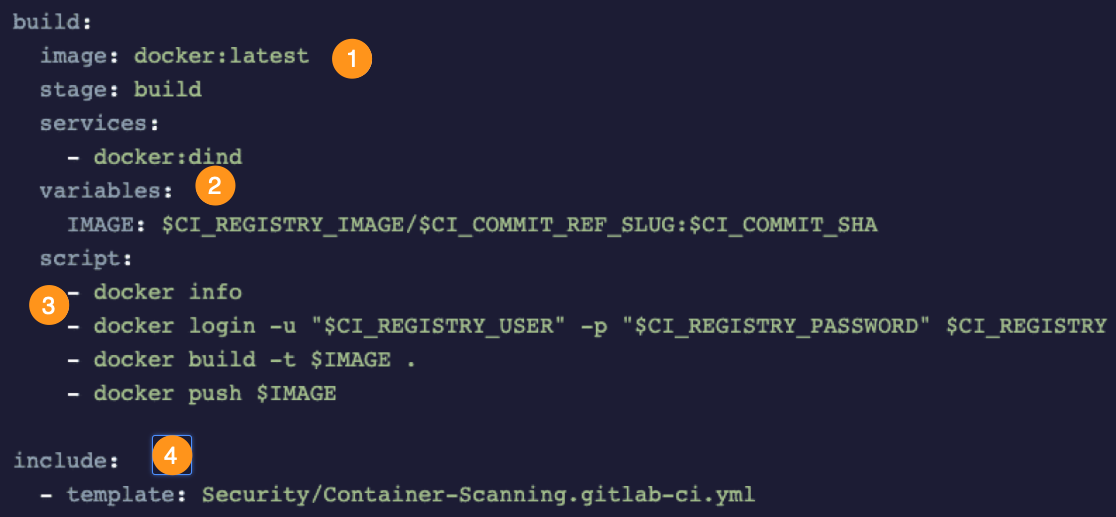 build:
  image: docker:latest 1
  stage: build
  services:
    - docker:dind
  variables: 2
    IMAGE: $CI_REGISTRY_IMAGE/$CI_COMMIT_REF_SLUG:$CI_COMMIT_SHA
  script:
3   - docker info
    - docker login -u "$CI_REGISTRY_USER" -p "$CI_REGISTRY_PASSWORD" $CI_REGISTRY
    - docker build -t $IMAGE .
    - docker push $IMAGE
include: 4
  - template: Security/Container-Scanning.gitlab-ci.yml